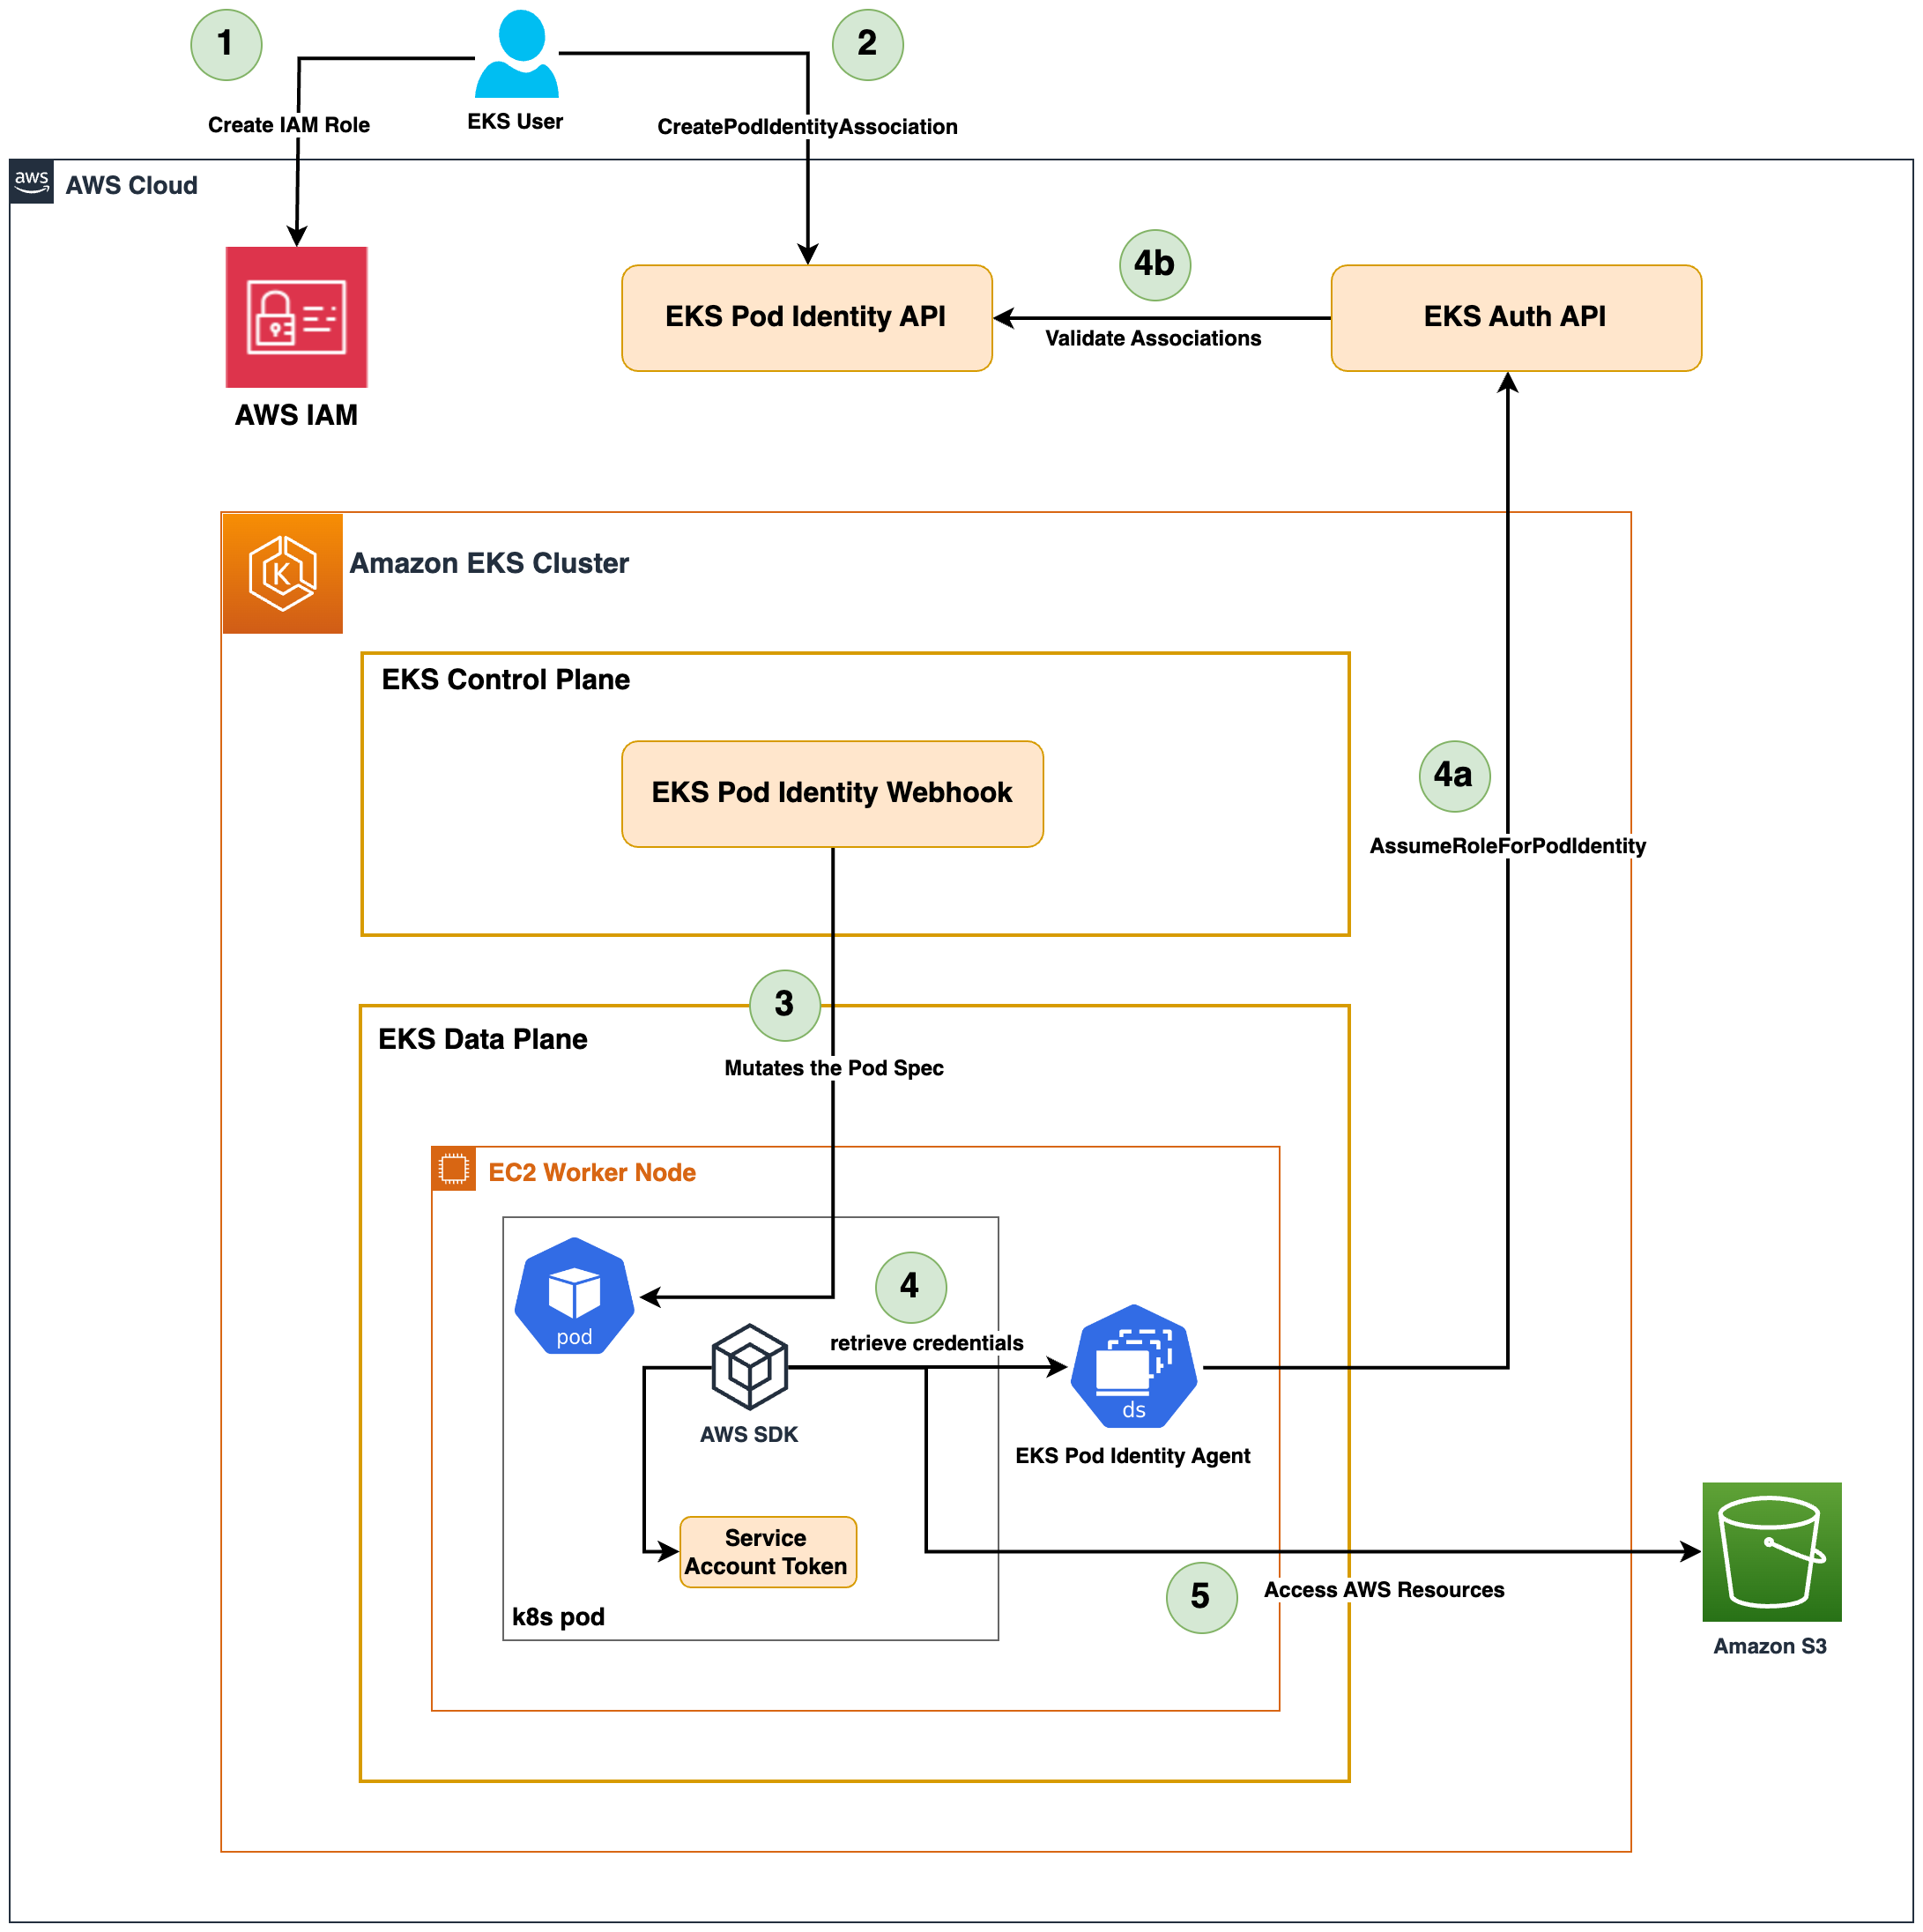 1
2
Create IAM Role
EKS User
CreatePodIdentityAssociation
aws
AWS Cloud
4b
EKS Pod Identity API
EKS Auth API
Validate Associations
AWS IAM
K
Amazon EKS Cluster
EKS Control Plane
EKS Pod Identity Webhook
4a
AssumeRoleForPodIdentity
3
EKS Data Plane
Mutates the Pod Spec
EC2 Worker Node
4
pod
retrieve credentials
ds
AWS SDK
EKS Pod Identity Agent
Service
Account Token
5
Access AWS Resources
k8s pod
Amazon S3